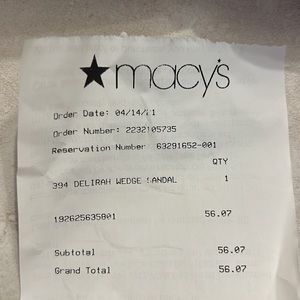 macy's
Order Date: 04/14/
Order Number: 2232105735
Reservation Number 63291652-001
QTY
394 DELIRAH WEDGE SANDAL 1
192625635801 56.07
Subtotal 56.07
Grand Total 56.07